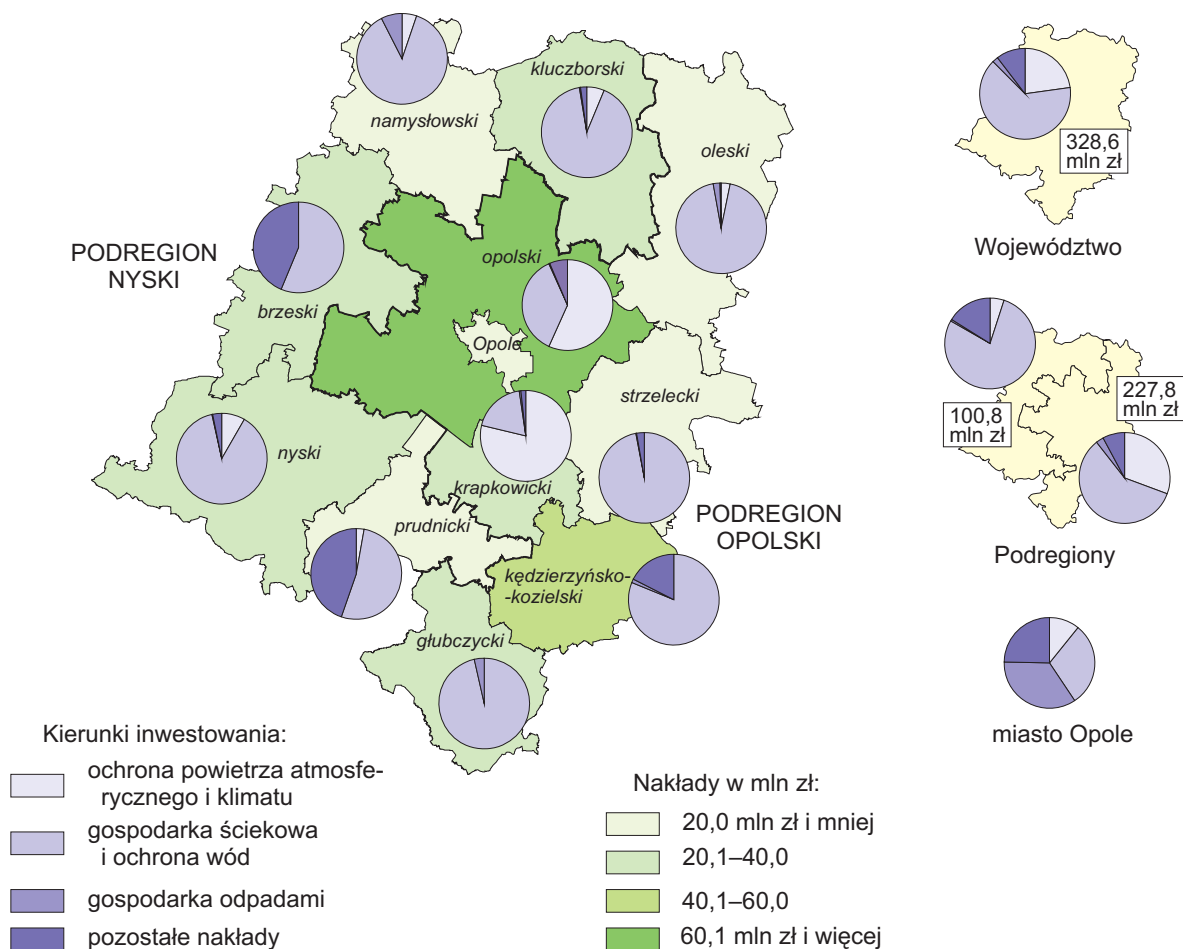 kluczborski
namysłowski
oleski
PODREGION
NYSKI
opolski
brzeski
Opole
strzelecki
nyski
krapkowicki
prudnicki
PODREGION
OPOLSKI
kędzierzyńsko-
-kozielski
głubczycki
328,6
mln zł
Województwo
227,8
mln zł
100,8
mln zł
Podregiony
miasto Opole
Kierunki inwestowania:
ochrona powietrza atmosfe-
rycznego i klimatu
gospodarka ściekowa
i ochrona wód
gospodarka odpadami
pozostałe nakłady
Nakłady w mln zł:
20,0 mln zł i mniej
20,1–40,0
40,1–60,0
60,1 mln zł i więcej